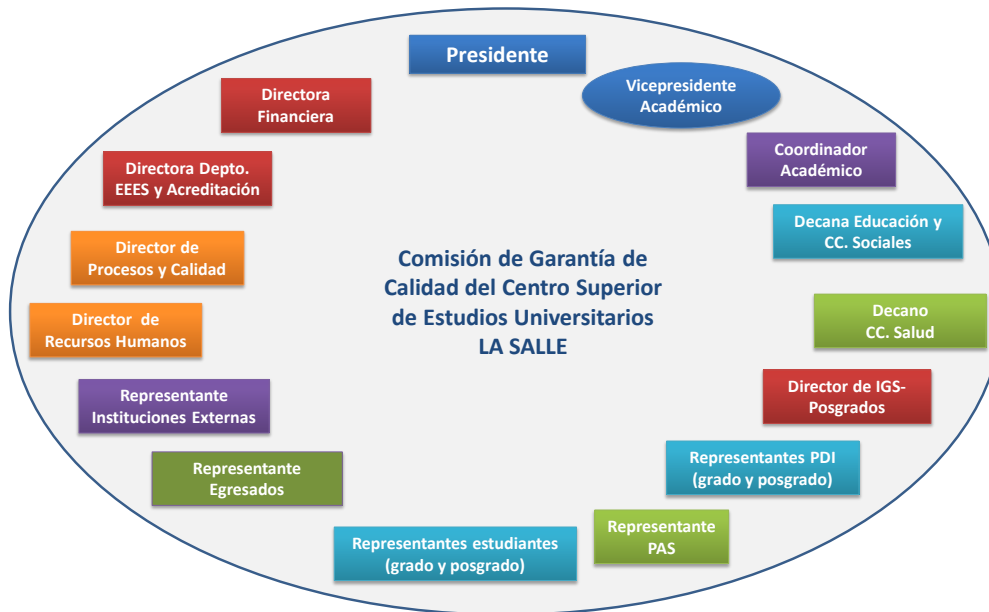 Presidente
Vicepresidente
Académico
Directora
Financiera
Coordinador
Académico
Directora Depto.
EEES y Acreditación
Decana Educación y
CC. Sociales
Director de
Procesos y Calidad
Comisión de Garantía de
Calidad del Centro Superior
de Estudios Universitarios
LA SALLE
Decano
CC. Salud
Director de
Recursos Humanos
Director de IGS-
Posgrados
Representante
Instituciones Externas
Representantes PDI
(grado y posgrado)
Representante
Egresados
Representante
PAS
Representantes estudiantes
(grado y posgrado)